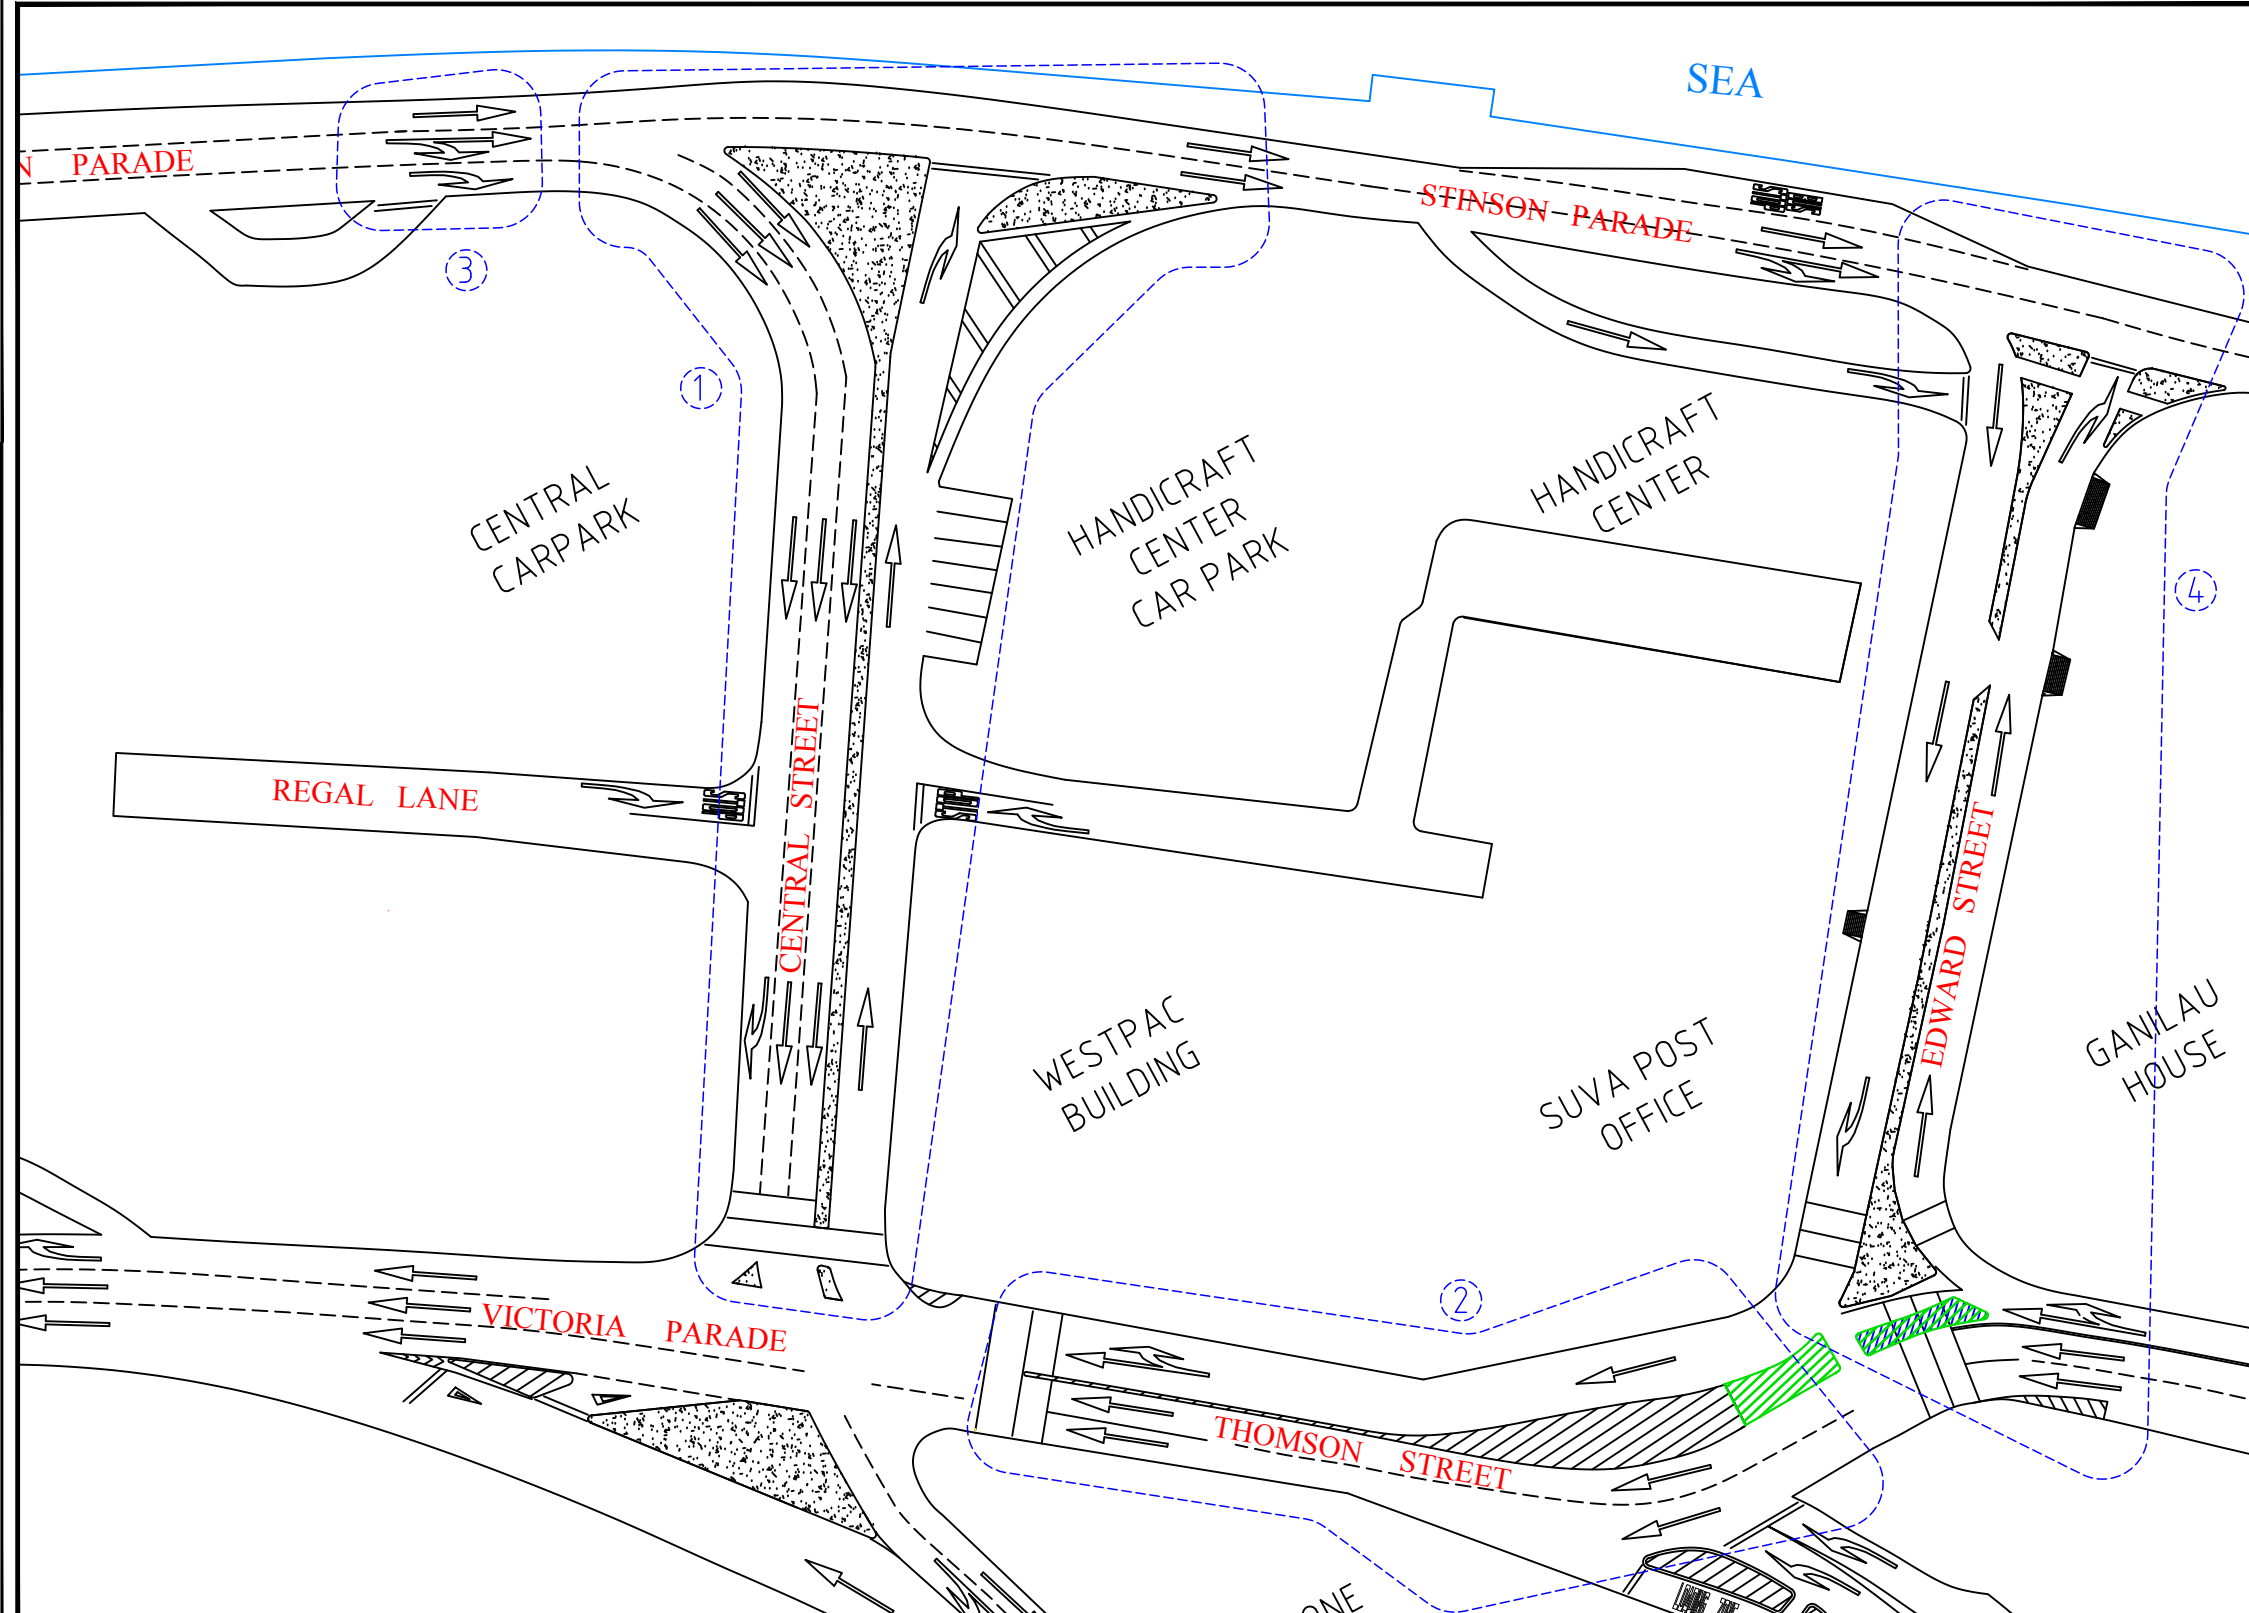 SEA
N PARADE
STINSON PARADE
3
1
4
CENTRAL
CARPARK
HANDICRAFT
CENTER
CAR PARK
HANDICRAFT
CENTER
REGAL LANE
CENTRAL STREET
EDWARD STREET
WESTPAC
BUILDING
SUVA POST
OFFICE
GANILAU
HOUSE
2
VICTORIA PARADE
THOMSON STREET
ONE